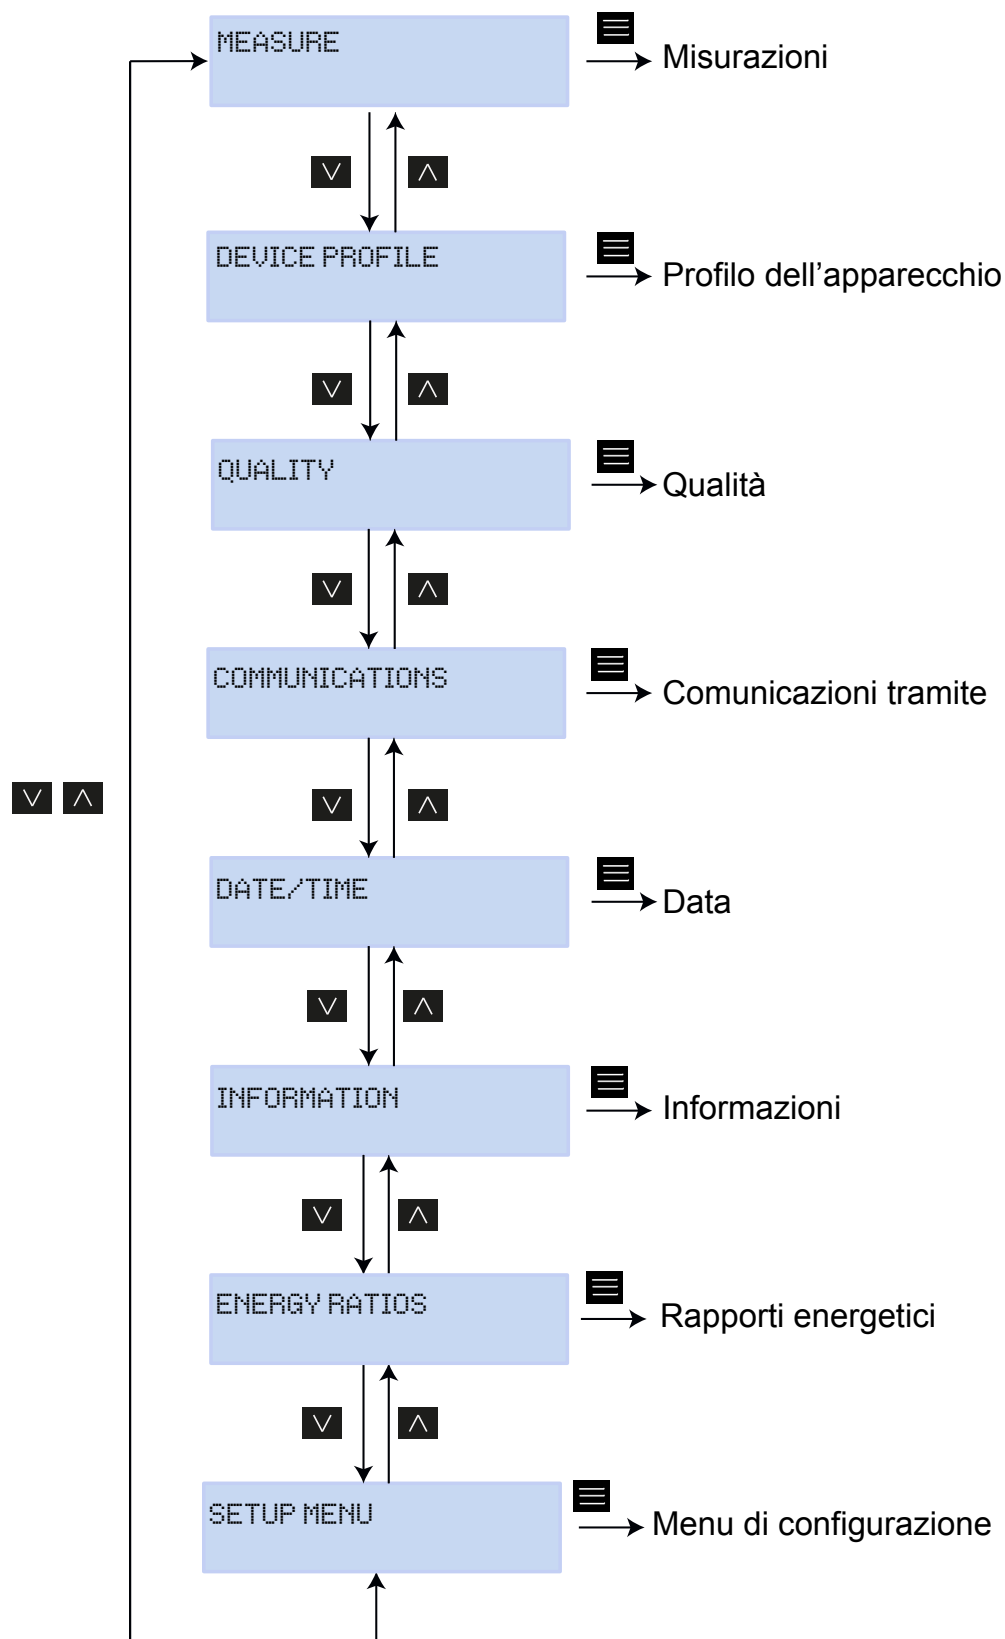 MEASURE
Misurazioni
DEVICE PROFILE
Profilo dell’apparecchio
QUALITY
Qualità
COMMUNICATIONS
Comunicazioni tramite
DATE/TIME
Data
INFORMATION
Informazioni
ENERGY RATIOS
Rapporti energetici
SETUP MENU
Menu di configurazione